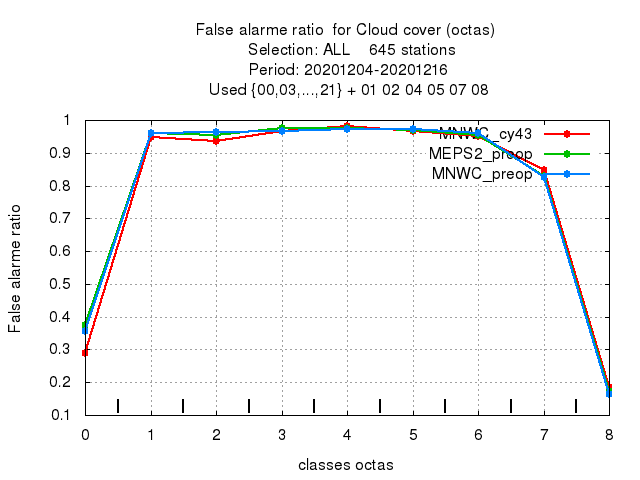 False alarme ratio  for Cloud cover (octas)
Selection: ALL    645 stations
Period: 20201204-20201216
Used {00,03,...,21} + 01 02 04 05 07 08
MNWC_cy43
MEPS2_preop
MNWC_preop
False alarme ratio
1
0.9
0.8
0.7
0.6
0.5
0.4
0.3
0.2
0.1
0 1 2 3 4 5 6 7 8
classes octas